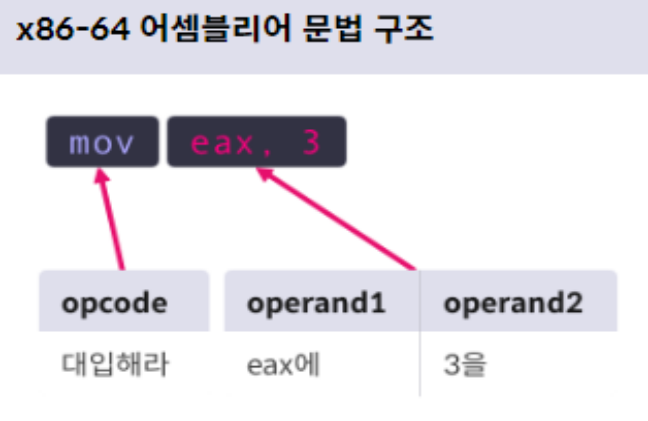 x86-64 어셈블리어 문법 구조
mov eax, 3
opcode operand1 operand2
대입해라 eax에 3을